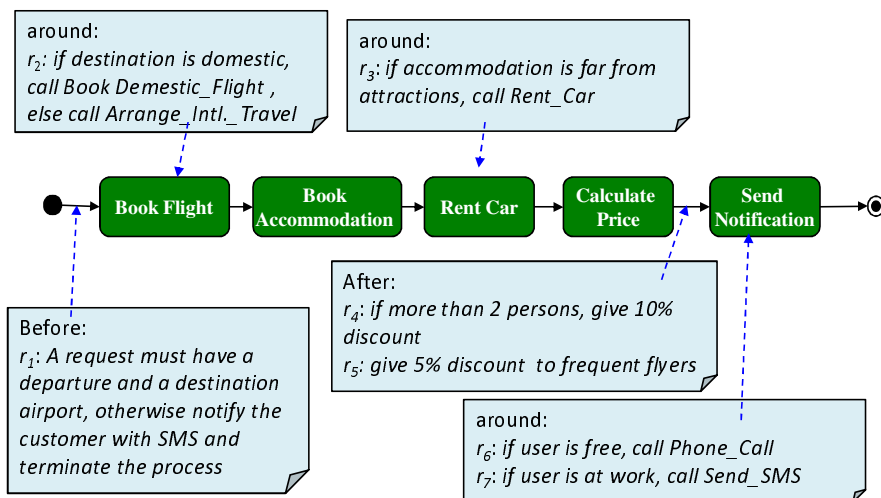 around:
r2: if destination is domestic,
call Book Demestic_Flight ,
else call Arrange_Intl._Travel
around:
r3: if accommodation is far from
attractions, call Rent_Car
Book Flight
Book
Accommodation
Rent Car
Calculate
Price
Send
Notification
Before:
r1: A request must have a
departure and a destination
airport, otherwise notify the
customer with SMS and
terminate the process
After:
r4: if more than 2 persons, give 10%
discount
r5: give 5% discount to frequent flyers
around:
r6: if user is free, call Phone_Call
r7: if user is at work, call Send_SMS